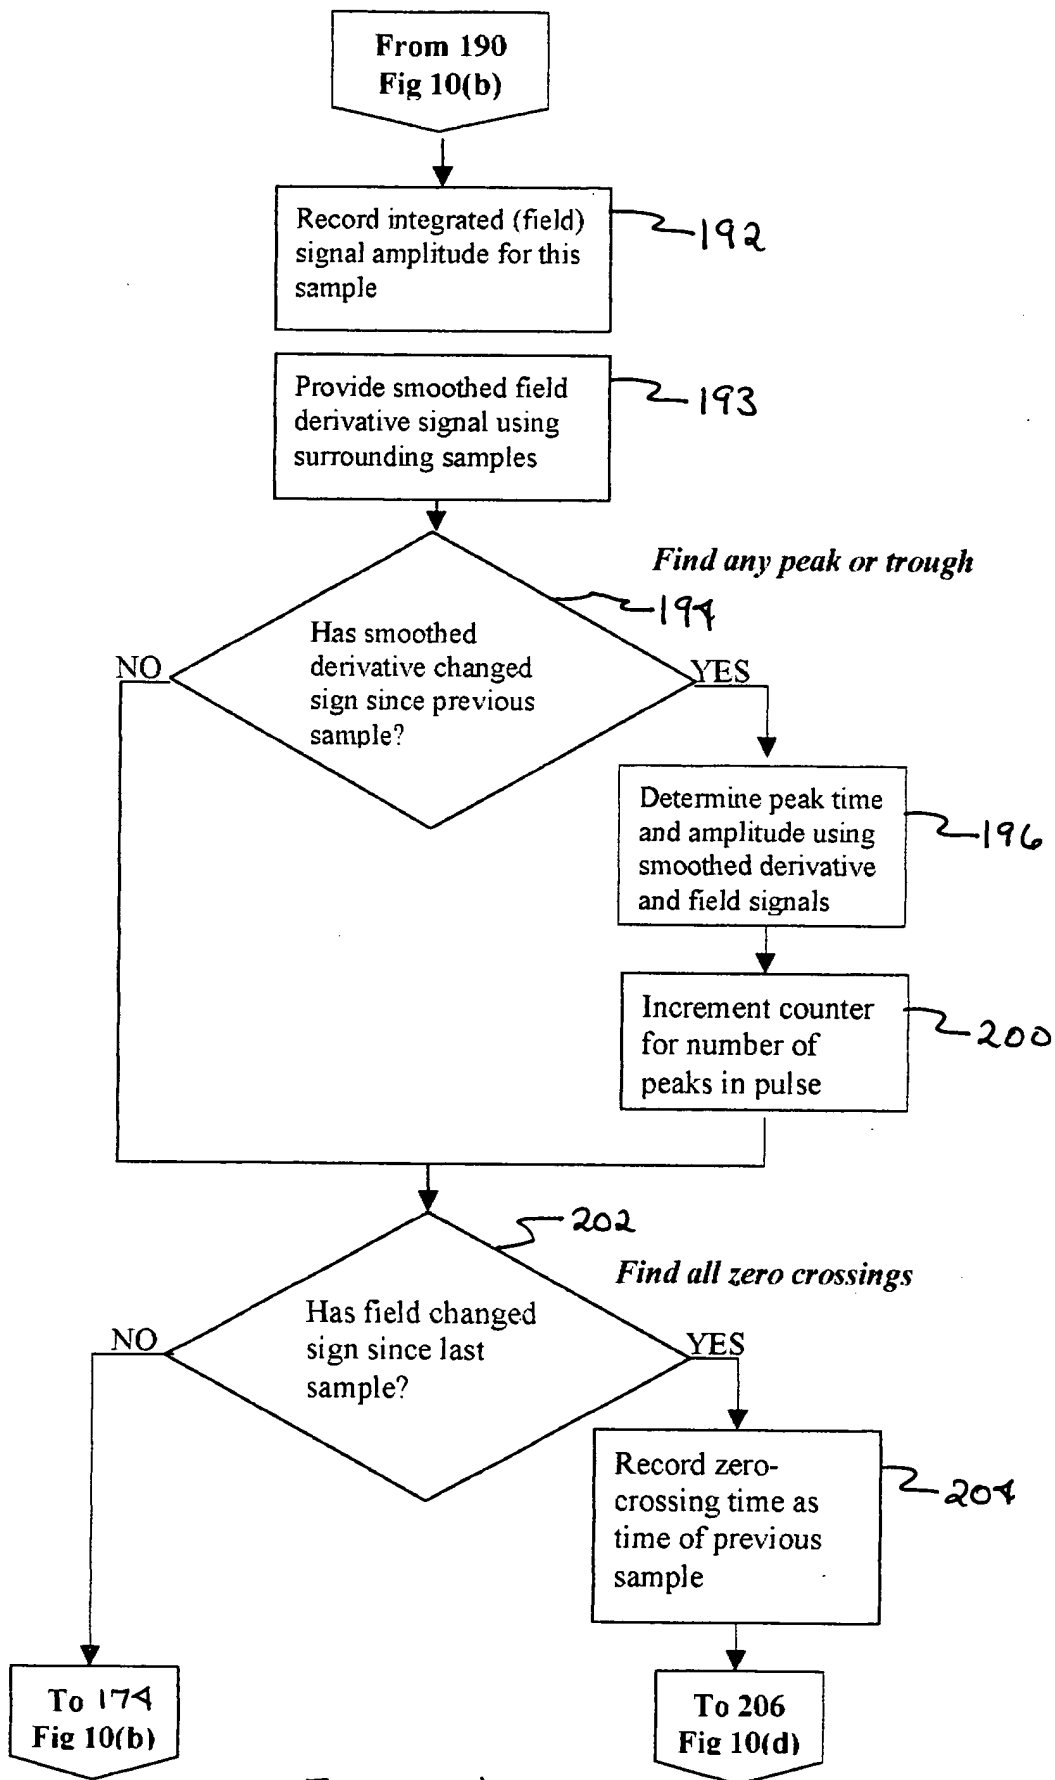 From 190
Fig 10(b)
Record integrated (field)
signal amplitude for this
sample
192
Provide smoothed field
derivative signal using
surrounding samples
193
Find any peak or trough
194
Has smoothed
derivative changed
sign since previous
sample?
NO
YES
Determine peak time
and amplitude using
smoothed derivative
and field signals
196
Increment counter
for number of
peaks in pulse
200
202
Find all zero crossings
Has field changed
sign since last
sample?
NO
YES
Record zero-
crossing time as
time of previous
sample
204
To 174
Fig 10(b)
To 206
Fig 10(d)